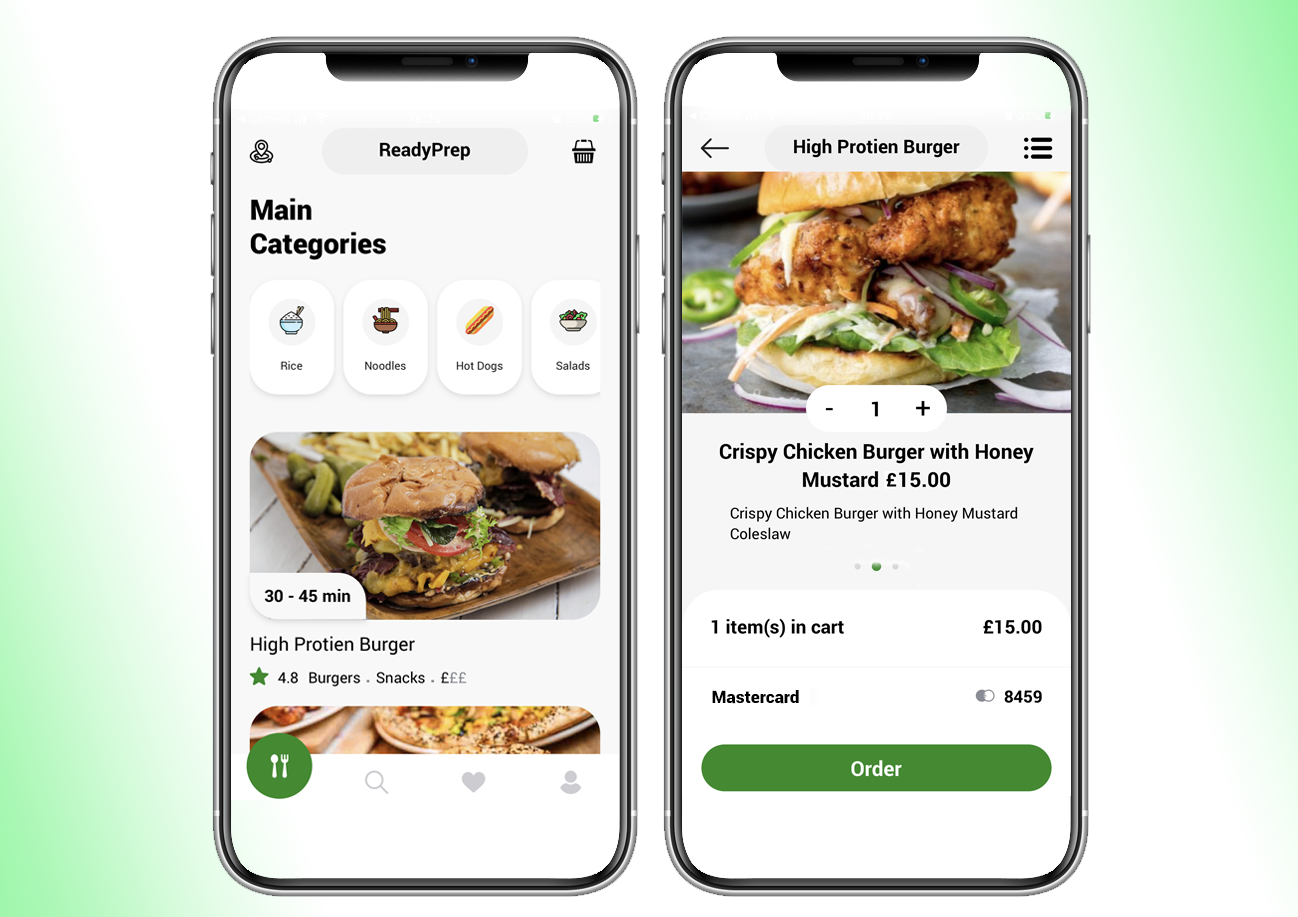 ReadyPrep
Main
Categories
Rice
Noodles
Hot Dogs
Salads
30 - 45 min
High Protien Burger
4.8 Burgers . Snacks . £££
High Protien Burger
- 1 +
Crispy Chicken Burger with Honey
Mustard £15.00
Crispy Chicken Burger with Honey Mustard
Coleslaw
1 item(s) in cart £15.00
Mastercard 8459
Order